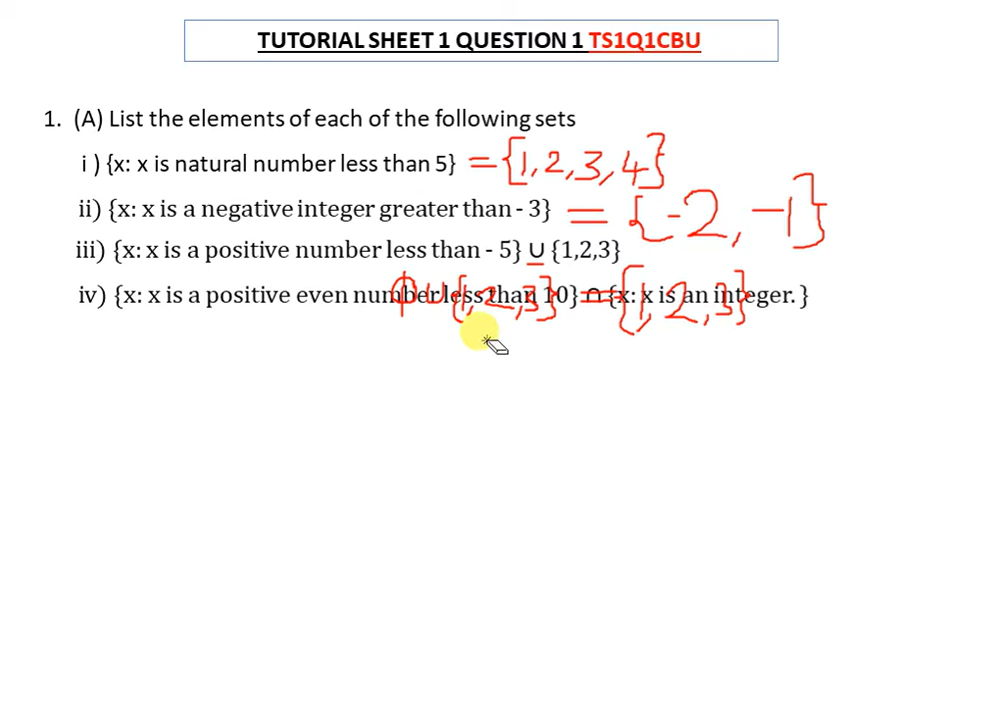 TUTORIAL SHEET 1 QUESTION 1 TS1Q1CBU
1. (A) List the elements of each of the following sets
i ) {x: x is natural number less than 5} = {1, 2, 3, 4}
ii) {x: x is a negative integer greater than - 3} = {-2, -1}
iii) {x: x is a positive number less than - 5} ∪ {1,2,3}
iv) {x: x is a positive even number less than 10} ∩ {x: x is an integer. }
ϕ ∪ {1, 2, 3} = {1, 2, 3}